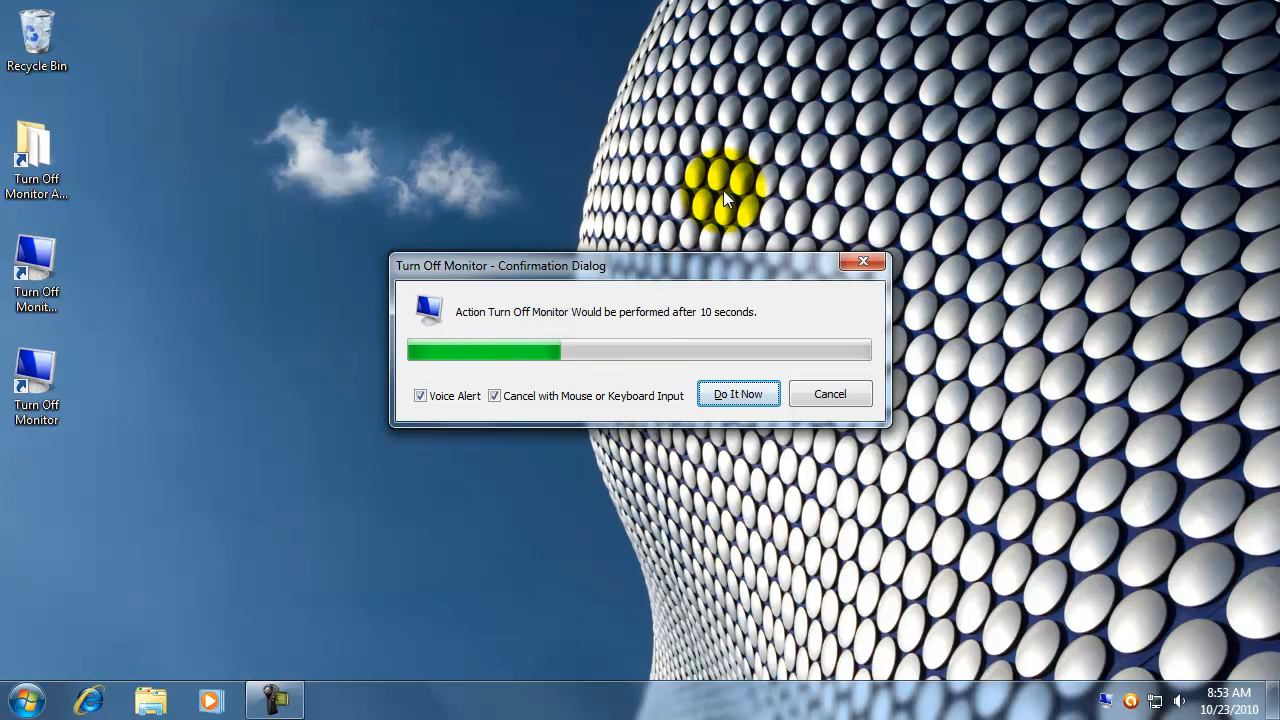 Recycle Bin
Turn Off
Monitor A...
Turn Off
Monit...
Turn Off
Monitor
Turn Off Monitor - Confirmation Dialog
Action Turn Off Monitor Would be performed after 10 seconds.
Voice Alert
Cancel with Mouse or Keyboard Input
Do It Now
Cancel
8:53 AM
10/23/2010